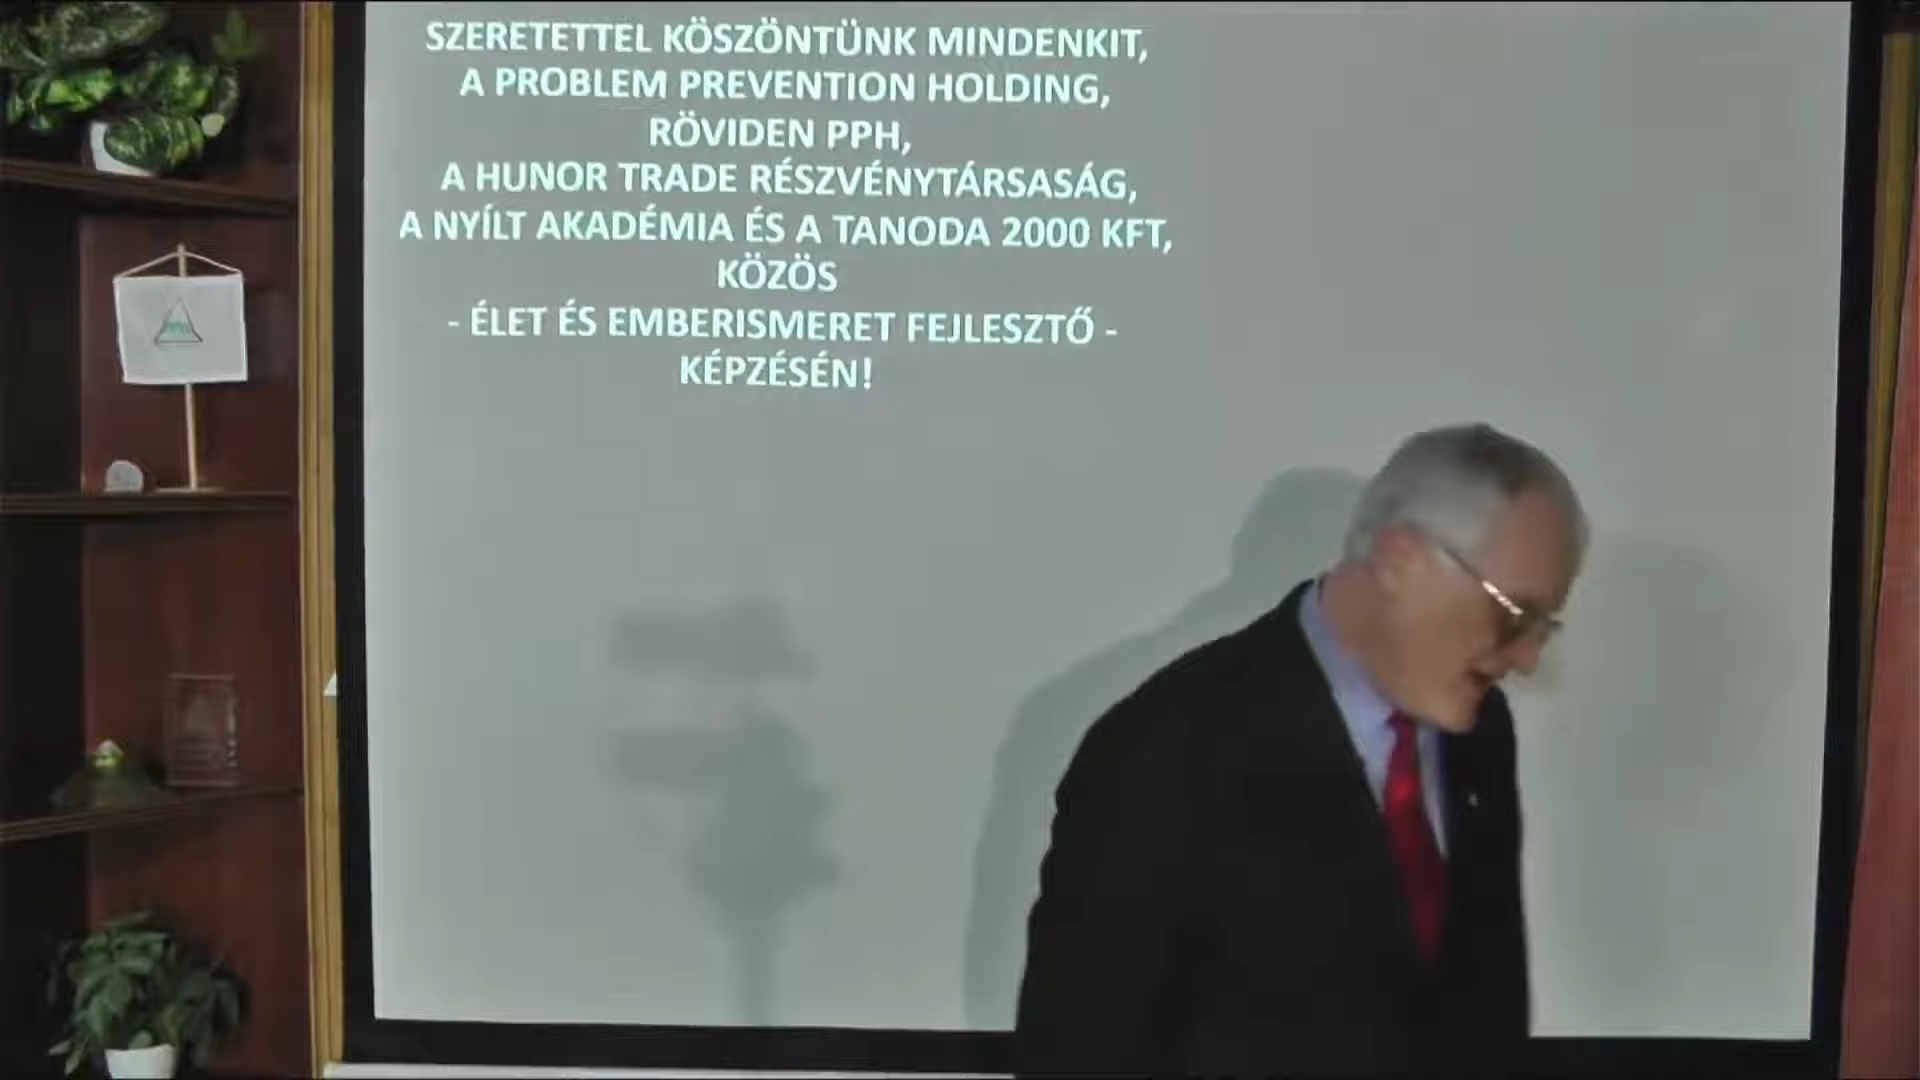 SZERETETTEL KÖSZÖNTÜNK MINDENKIT,
A PROBLEM PREVENTION HOLDING,
RÖVIDEN PPH,
A HUNOR TRADE RÉSZVÉNYTÁRSASÁG,
A NYÍLT AKADÉMIA ÉS A TANODA 2000 KFT,
KÖZÖS
- ÉLET ÉS EMBERISMERET FEJLESZTŐ -
KÉPZÉSÉN!